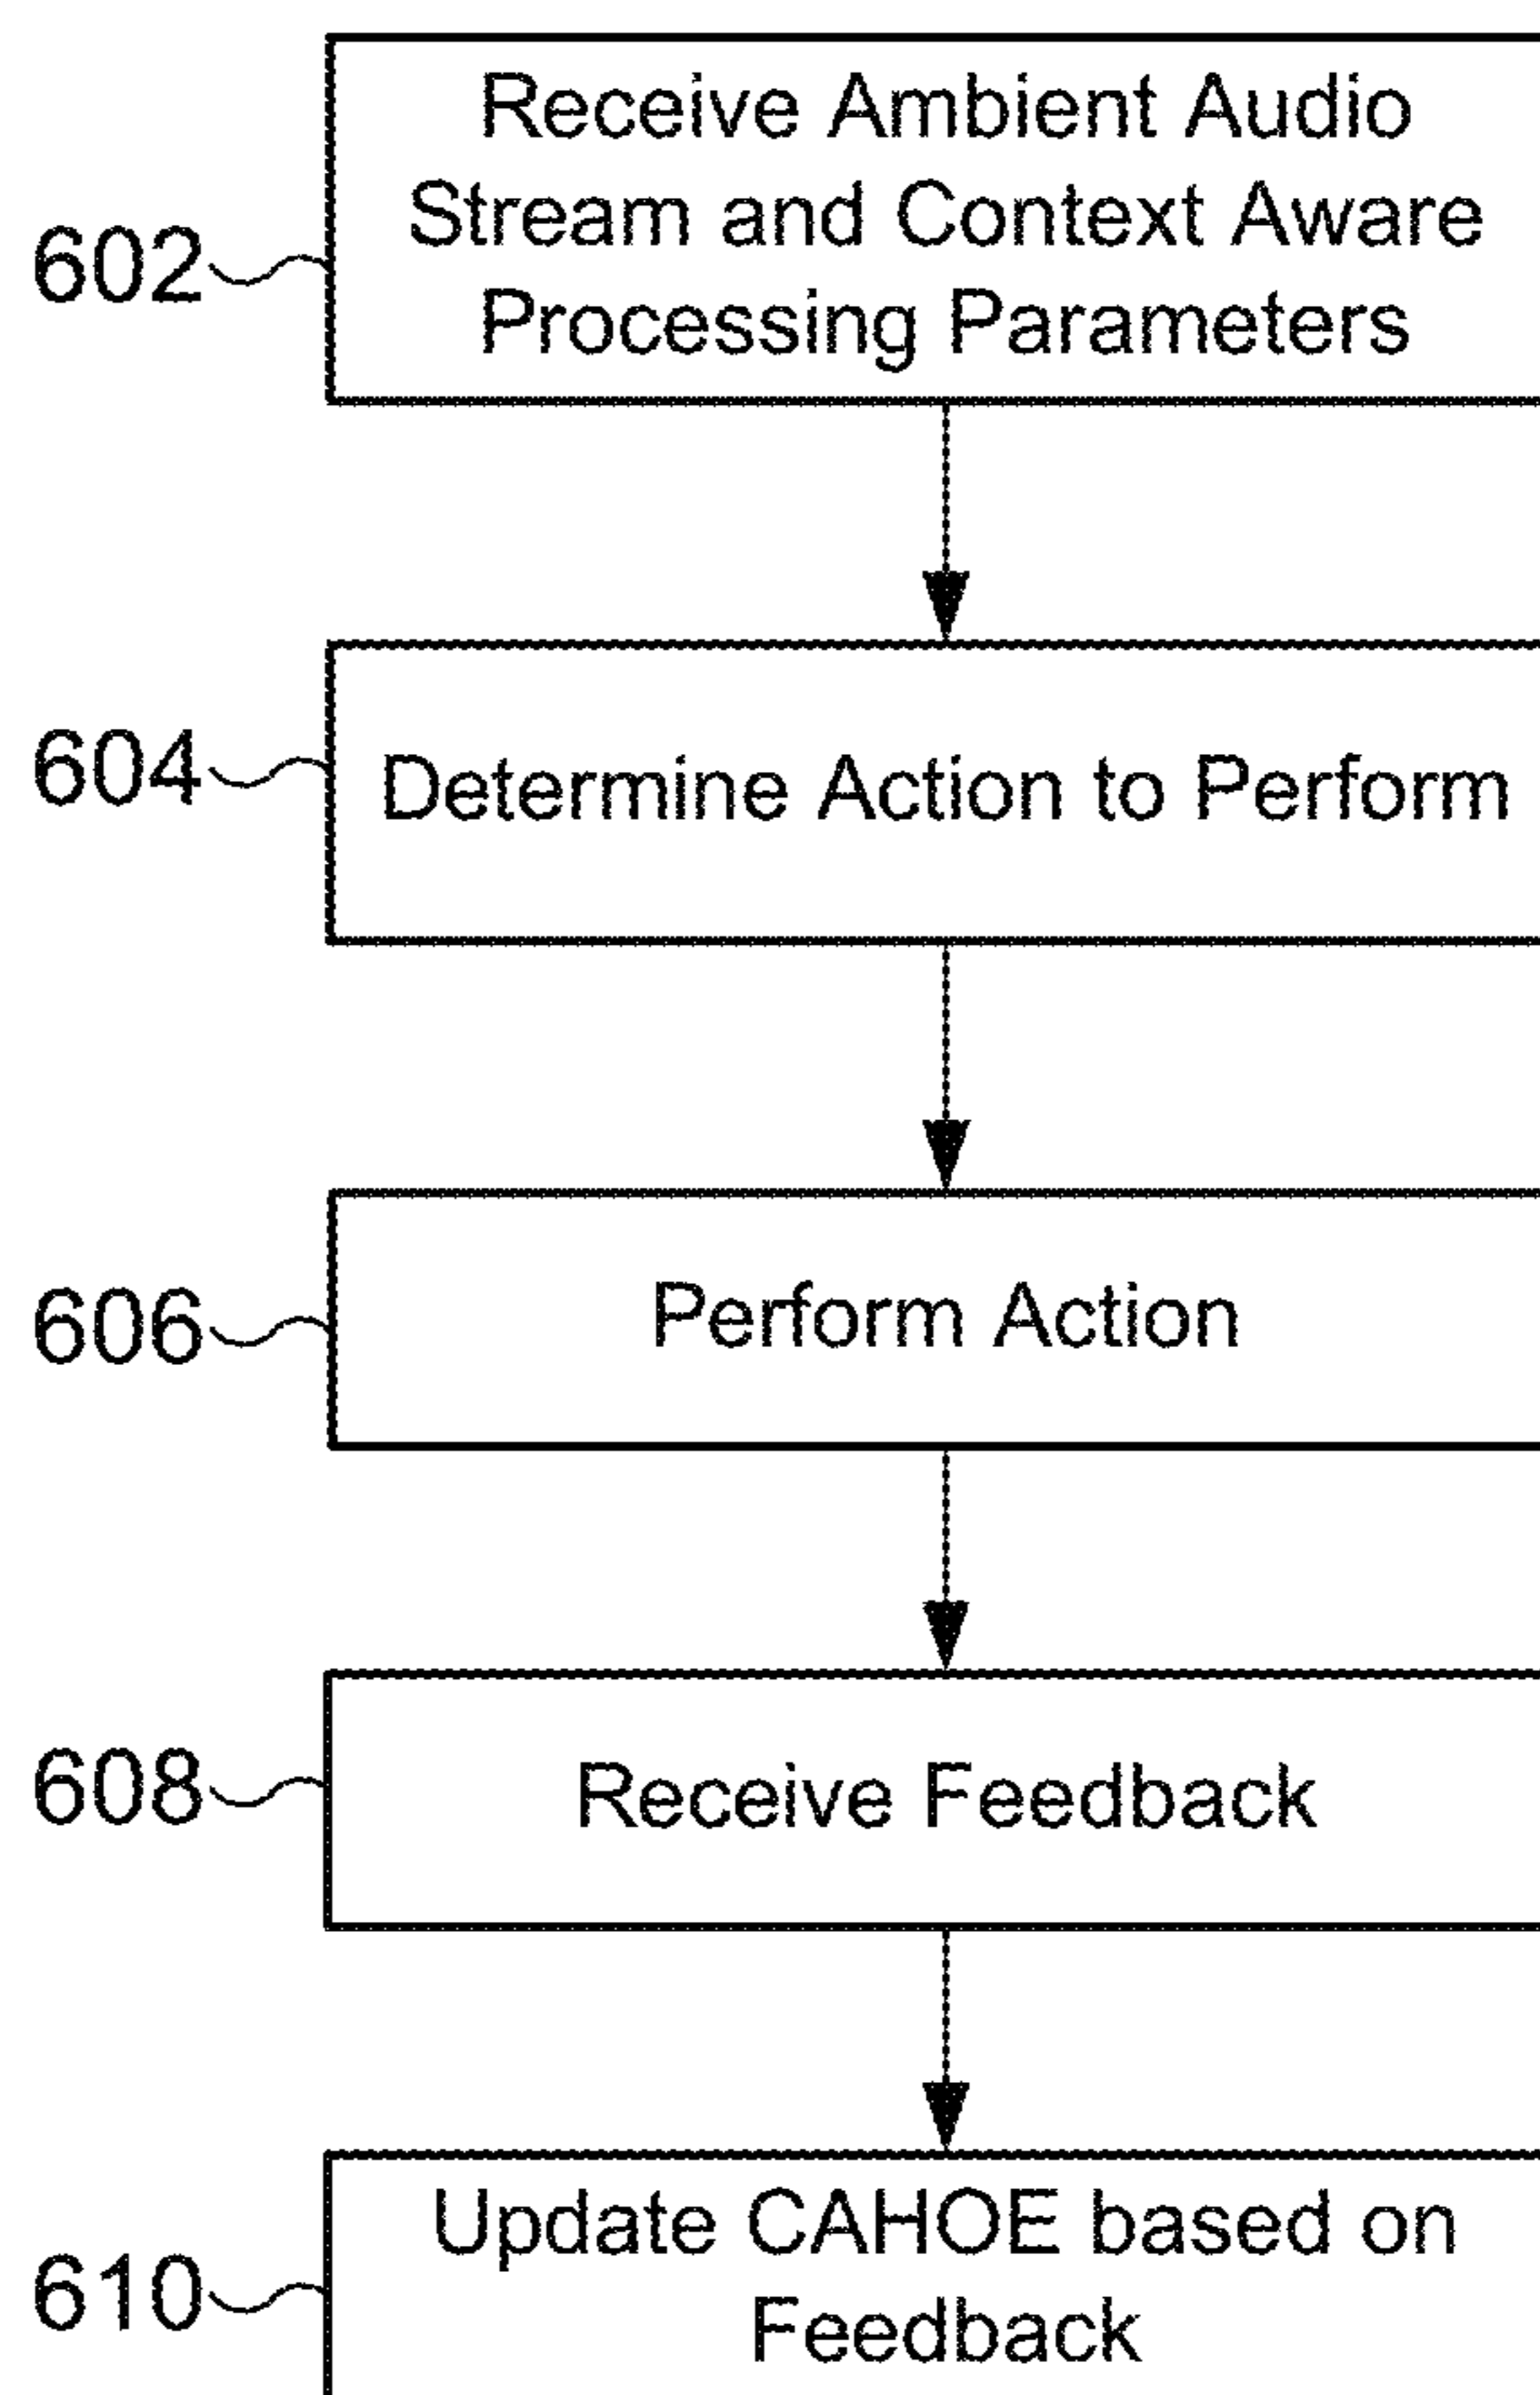 602
Receive Ambient Audio
Stream and Context Aware
Processing Parameters
604
Determine Action to Perform
606
Perform Action
608
Receive Feedback
610
Update CAHOE based on
Feedback